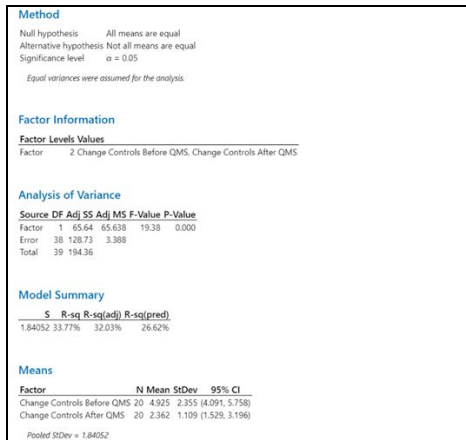 Method
Null hypothesis All means are equal
Alternative hypothesis Not all means are equal
Significance level α = 0.05
Equal variances were assumed for the analysis.
Factor Information
Factor Levels Values
Factor 2 Change Controls Before QMS, Change Controls After QMS
Analysis of Variance
Source DF Adj SS Adj MS F-Value P-Value
Factor 1 65.64 65.638 19.38 0.000
Error 38 128.73 3.388
Total 39 194.36
Model Summary
S R-sq R-sq(adj) R-sq(pred)
1.84052 33.77% 32.03% 26.62%
Means
Factor N Mean StDev 95% CI
Change Controls Before QMS 20 4.925 2.355 (4.091, 5.758)
Change Controls After QMS 20 2.362 1.109 (1.529, 3.196)
Pooled StDev = 1.84052